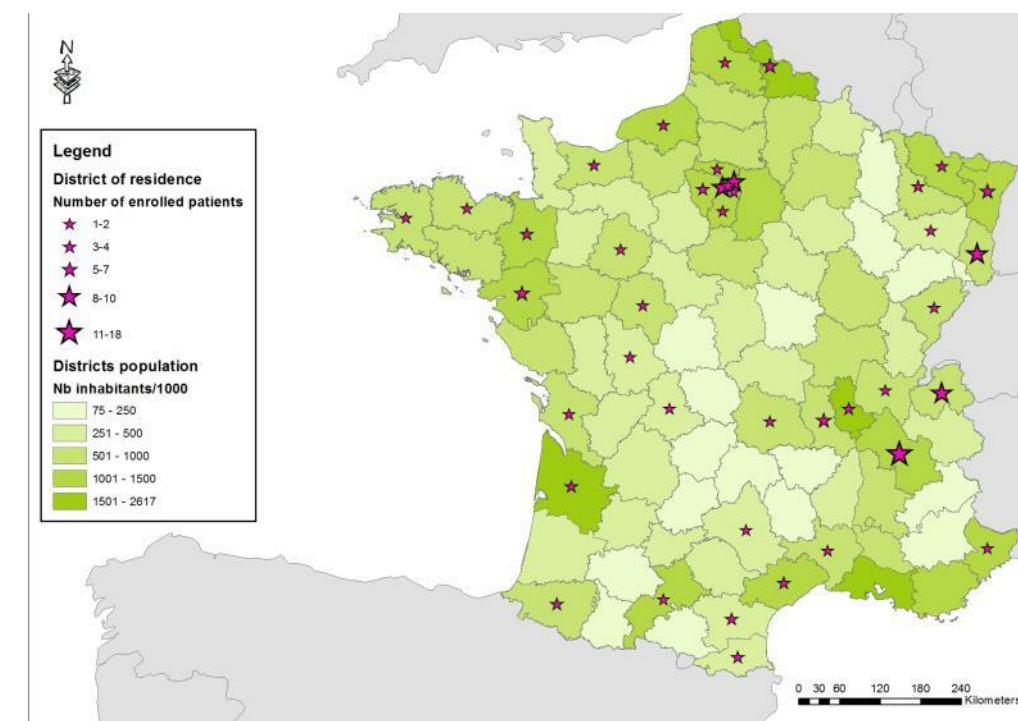 N
Legend
District of residence
Number of enrolled patients
1-2
3-4
5-7
8-10
11-18
Districts population
Nb inhabitants/1000
75 - 250
251 - 500
501 - 1000
1001 - 1500
1501 - 2617
0 30 60 120 180 240
Kilometers